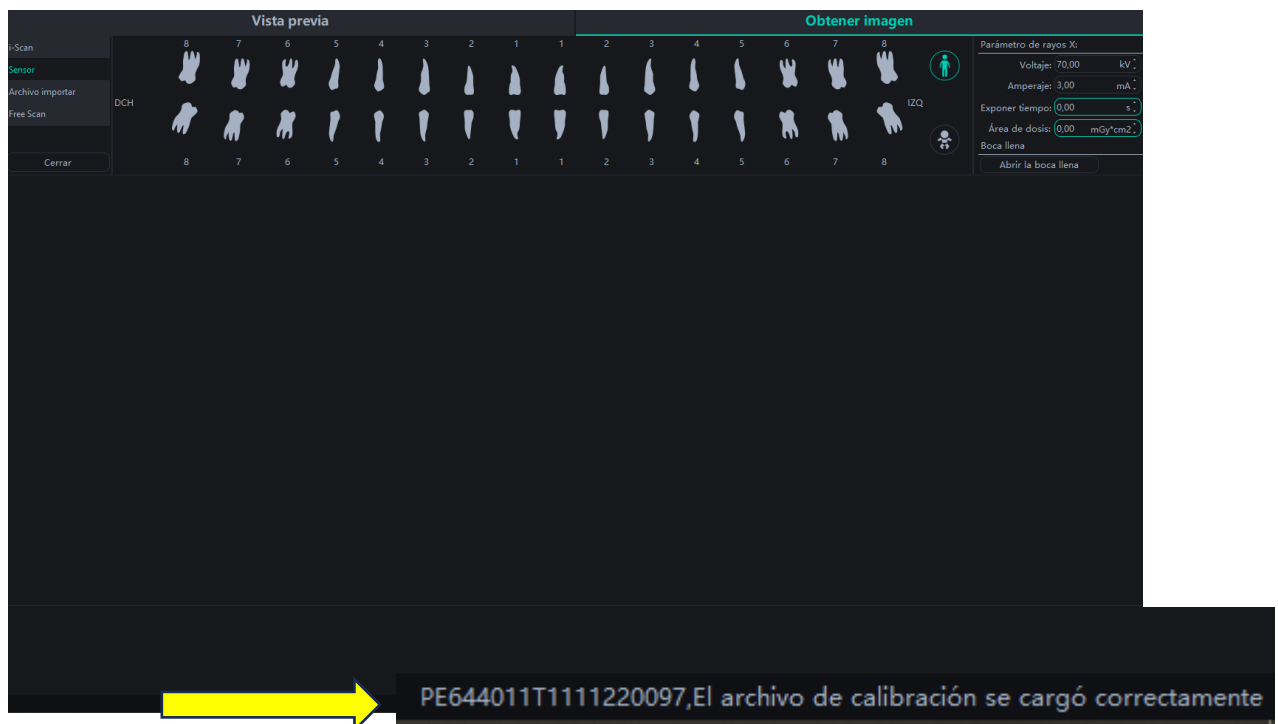 Vista previa
Obtener imagen
i-Scan
Sensor
Archivo importar
Free Scan
Cerrar
8 7 6 5 4 3 2 1 1 2 3 4 5 6 7 8
DCH
IZQ
8 7 6 5 4 3 2 1 1 2 3 4 5 6 7 8
Parámetro de rayos X:
Voltaje: 70,00 kV
Amperaje: 3,00 mA
Exponer tiempo: 0,00 s
Área de dosis: 0,00 mGy*cm2
Boca llena
Abrir la boca llena
PE644011T1111220097,El archivo de calibración se cargó correctamente